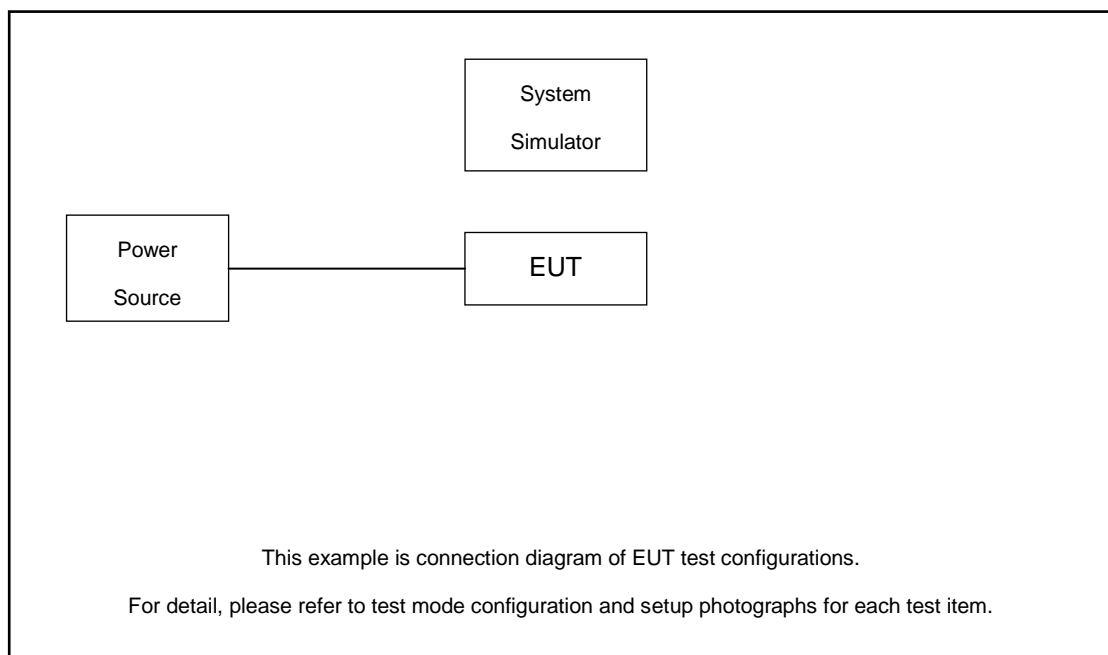 System
Simulator
Power
Source
EUT
This example is connection diagram of EUT test configurations.
For detail, please refer to test mode configuration and setup photographs for each test item.